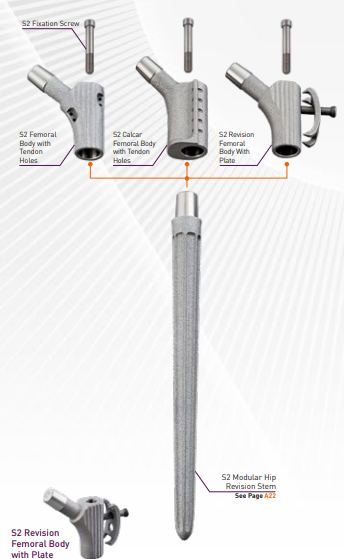 S2 Fixation Screw
S2 Femoral
Body with
Tendon
Holes
S2 Calcar
Femoral Body
with Tendon
Holes
S2 Revision
Femoral
Body With
Plate
S2 Modular Hip
Revision Stem
See Page A22
S2 Revision
Femoral Body
with Plate